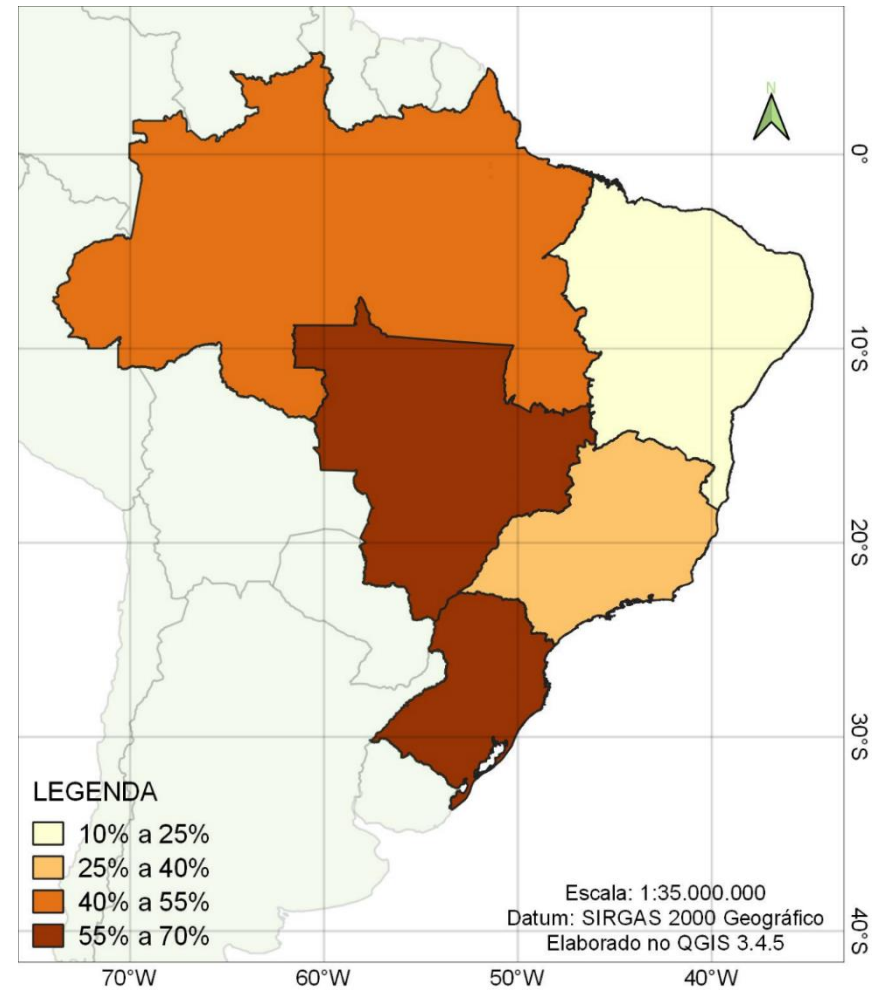 N
0°
10°S
20°S
30°S
40°S
LEGENDA
10% a 25%
25% a 40%
40% a 55%
55% a 70%
Escala: 1:35.000.000
Datum: SIRGAS 2000 Geográfico
Elaborado no QGIS 3.4.5
70°W
60°W
50°W
40°W